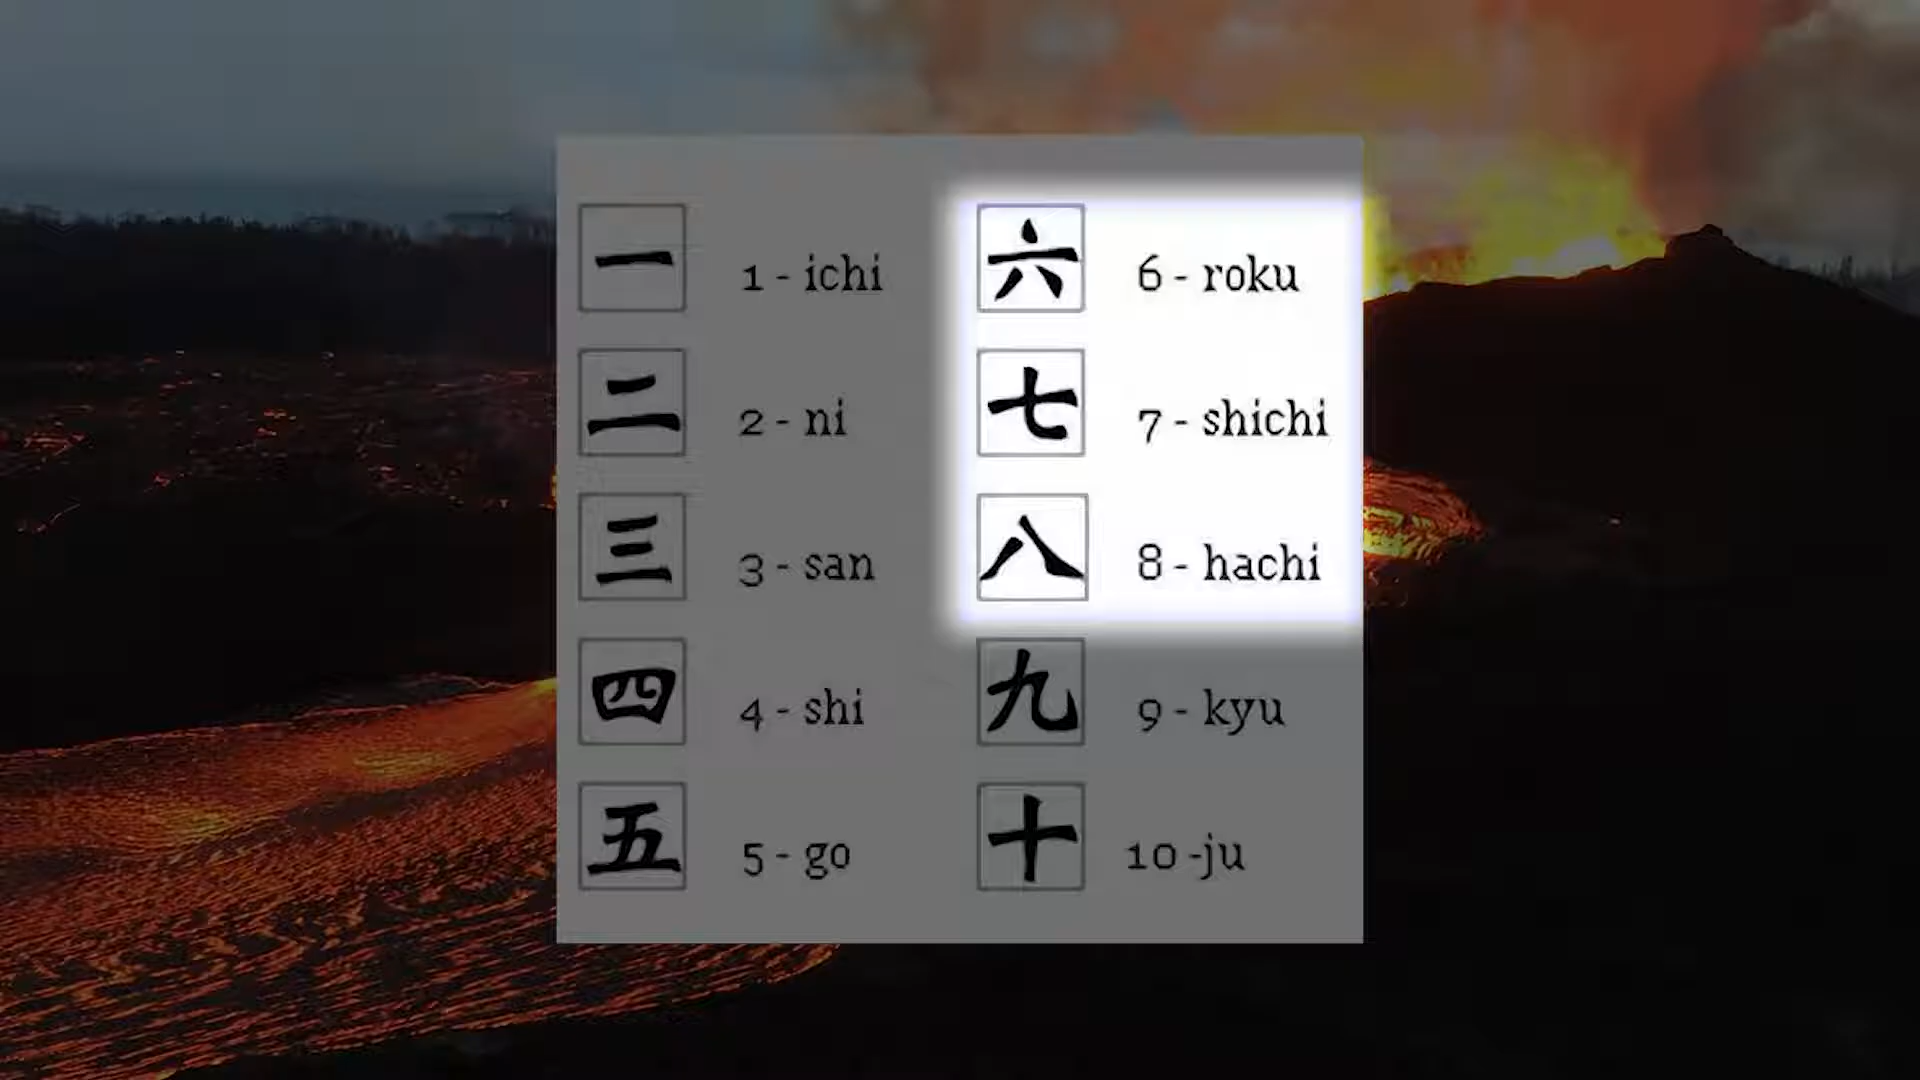 一 1 - ichi
二 2 - ni
三 3 - san
四 4 - shi
五 5 - go
六 6 - roku
七 7 - shichi
八 8 - hachi
九 9 - kyu
十 10 -ju